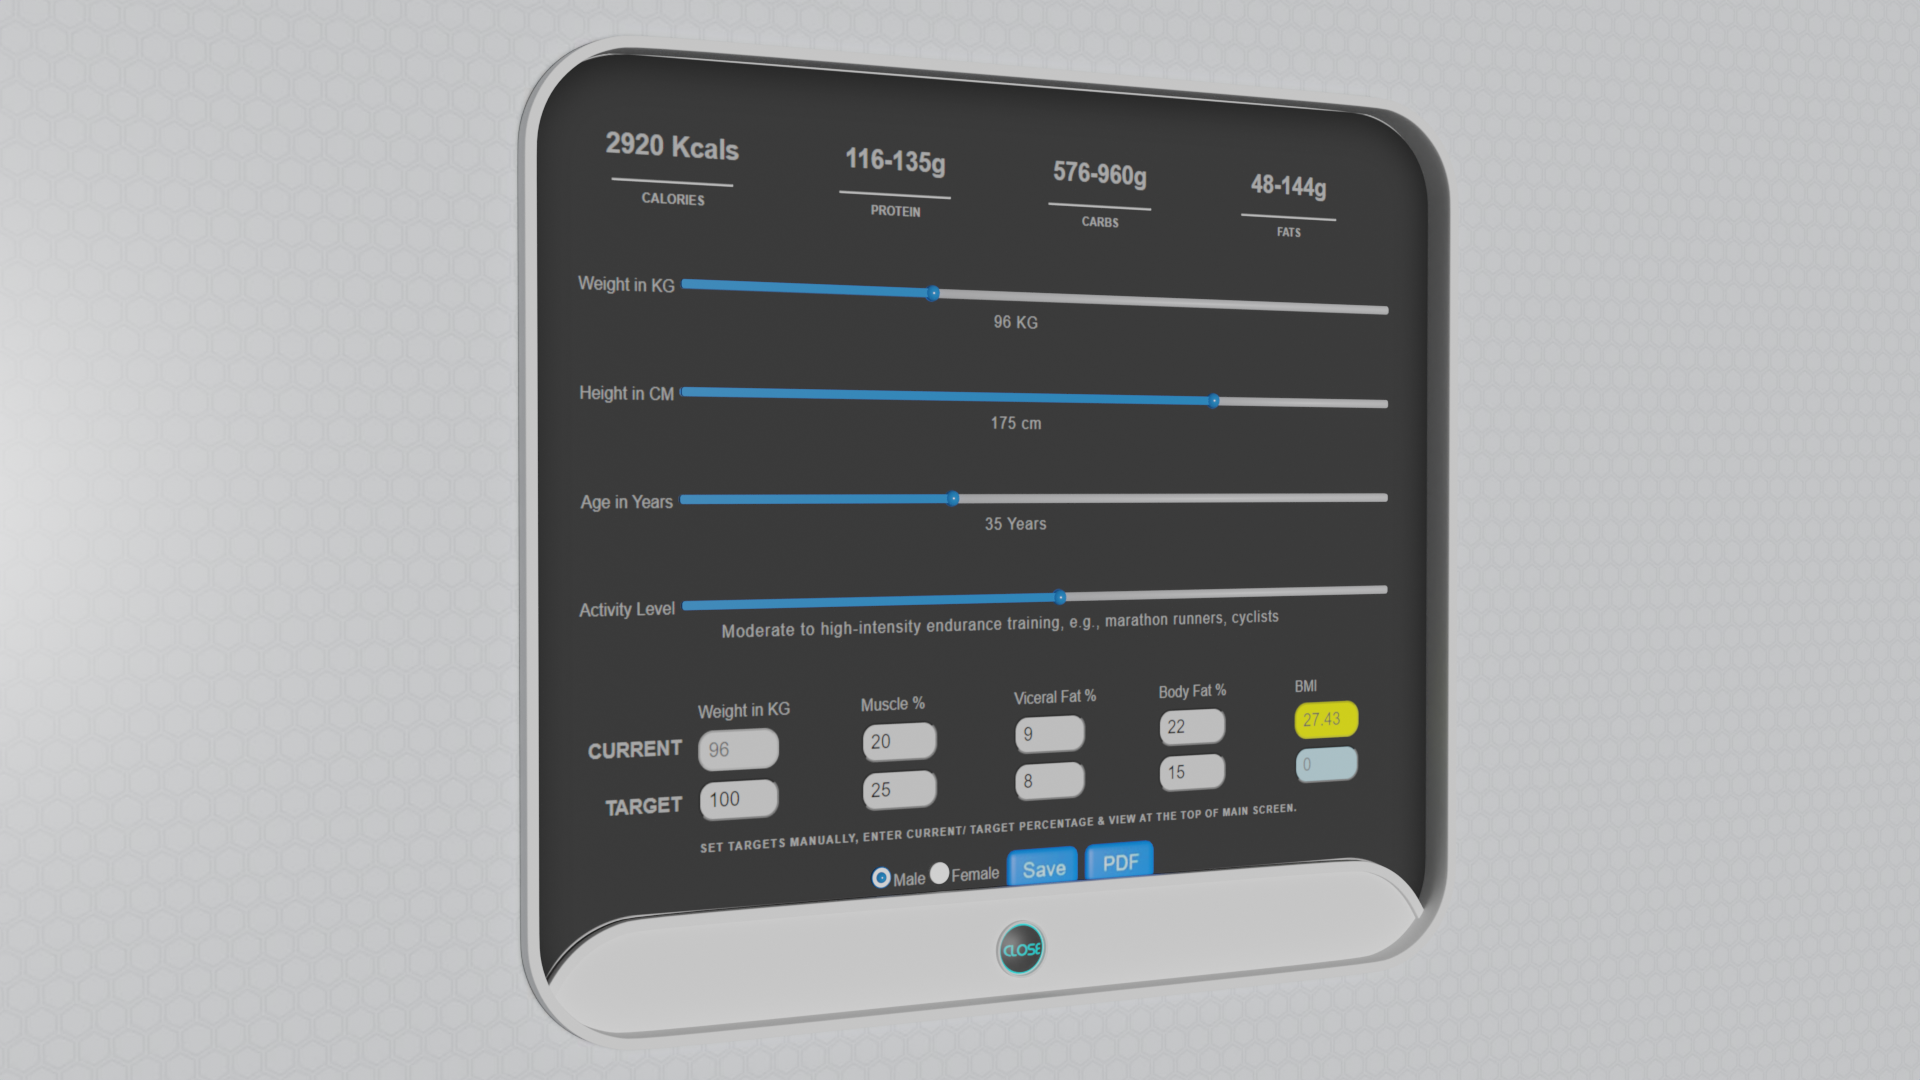 2920 Kcals 116-135g 576-960g 48-144g
CALORIES PROTEIN CARBS FATS
Weight in KG
96 KG
Height in CM
175 cm
Age in Years
35 Years
Activity Level
Moderate to high-intensity endurance training, e.g., marathon runners, cyclists
Weight in KG Muscle % Viceral Fat % Body Fat % BMI
CURRENT 96 20 9 22 27.43
TARGET 100 25 8 15 0
SET TARGETS MANUALLY, ENTER CURRENT/ TARGET PERCENTAGE & VIEW AT THE TOP OF MAIN SCREEN.
Male Female Save PDF
CLOSE